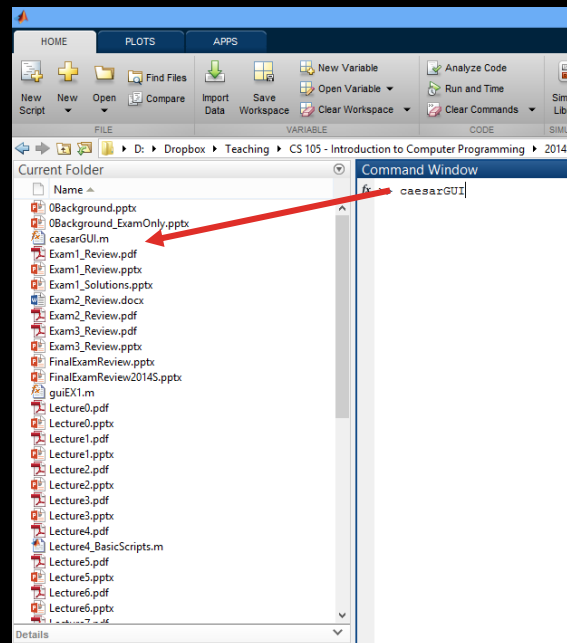 HOME PLOTS APPS
New Script
New
Open
Find Files
Compare
Import Data
Save Workspace
New Variable
Open Variable
Clear Workspace
Analyze Code
Run and Time
Clear Commands
FILE VARIABLE CODE
D: Dropbox Teaching CS 105 - Introduction to Computer Programming 2014
Current Folder
Name
0Background.pptx
0Background_ExamOnly.pptx
caesarGUI.m
Exam1_Review.pdf
Exam1_Review.pptx
Exam1_Solutions.pptx
Exam2_Review.docx
Exam2_Review.pdf
Exam3_Review.pdf
Exam3_Review.pptx
FinalExamReview.pptx
FinalExamReview2014S.pptx
guiEX1.m
Lecture0.pdf
Lecture0.pptx
Lecture1.pdf
Lecture1.pptx
Lecture2.pdf
Lecture2.pptx
Lecture3.pdf
Lecture3.pptx
Lecture4.pdf
Lecture4_BasicScripts.m
Lecture5.pdf
Lecture5.pptx
Lecture6.pdf
Lecture6.pptx
Details
Command Window
fx >> caesarGUI